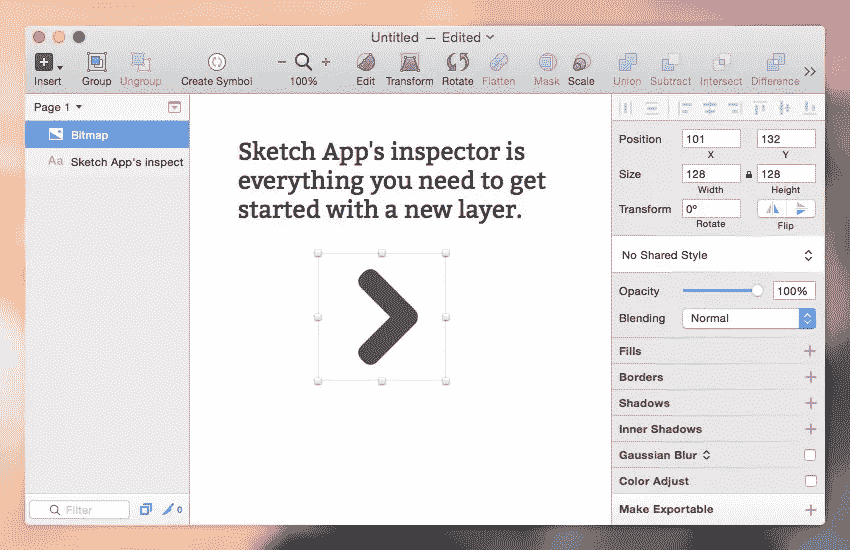 Untitled — Edited
Insert Group Ungroup Create Symbol 100% Edit Transform Rotate Flatten Mask Scale Union Subtract Intersect Difference
Page 1
Bitmap
Aa Sketch App's inspect
Filter
0
Sketch App's inspector is
everything you need to get
started with a new layer.
Position 101 132
X Y
Size 128 128
Width Height
Transform 0°
Rotate Flip
No Shared Style
Opacity 100%
Blending Normal
Fills
Borders
Shadows
Inner Shadows
Gaussian Blur
Color Adjust
Make Exportable